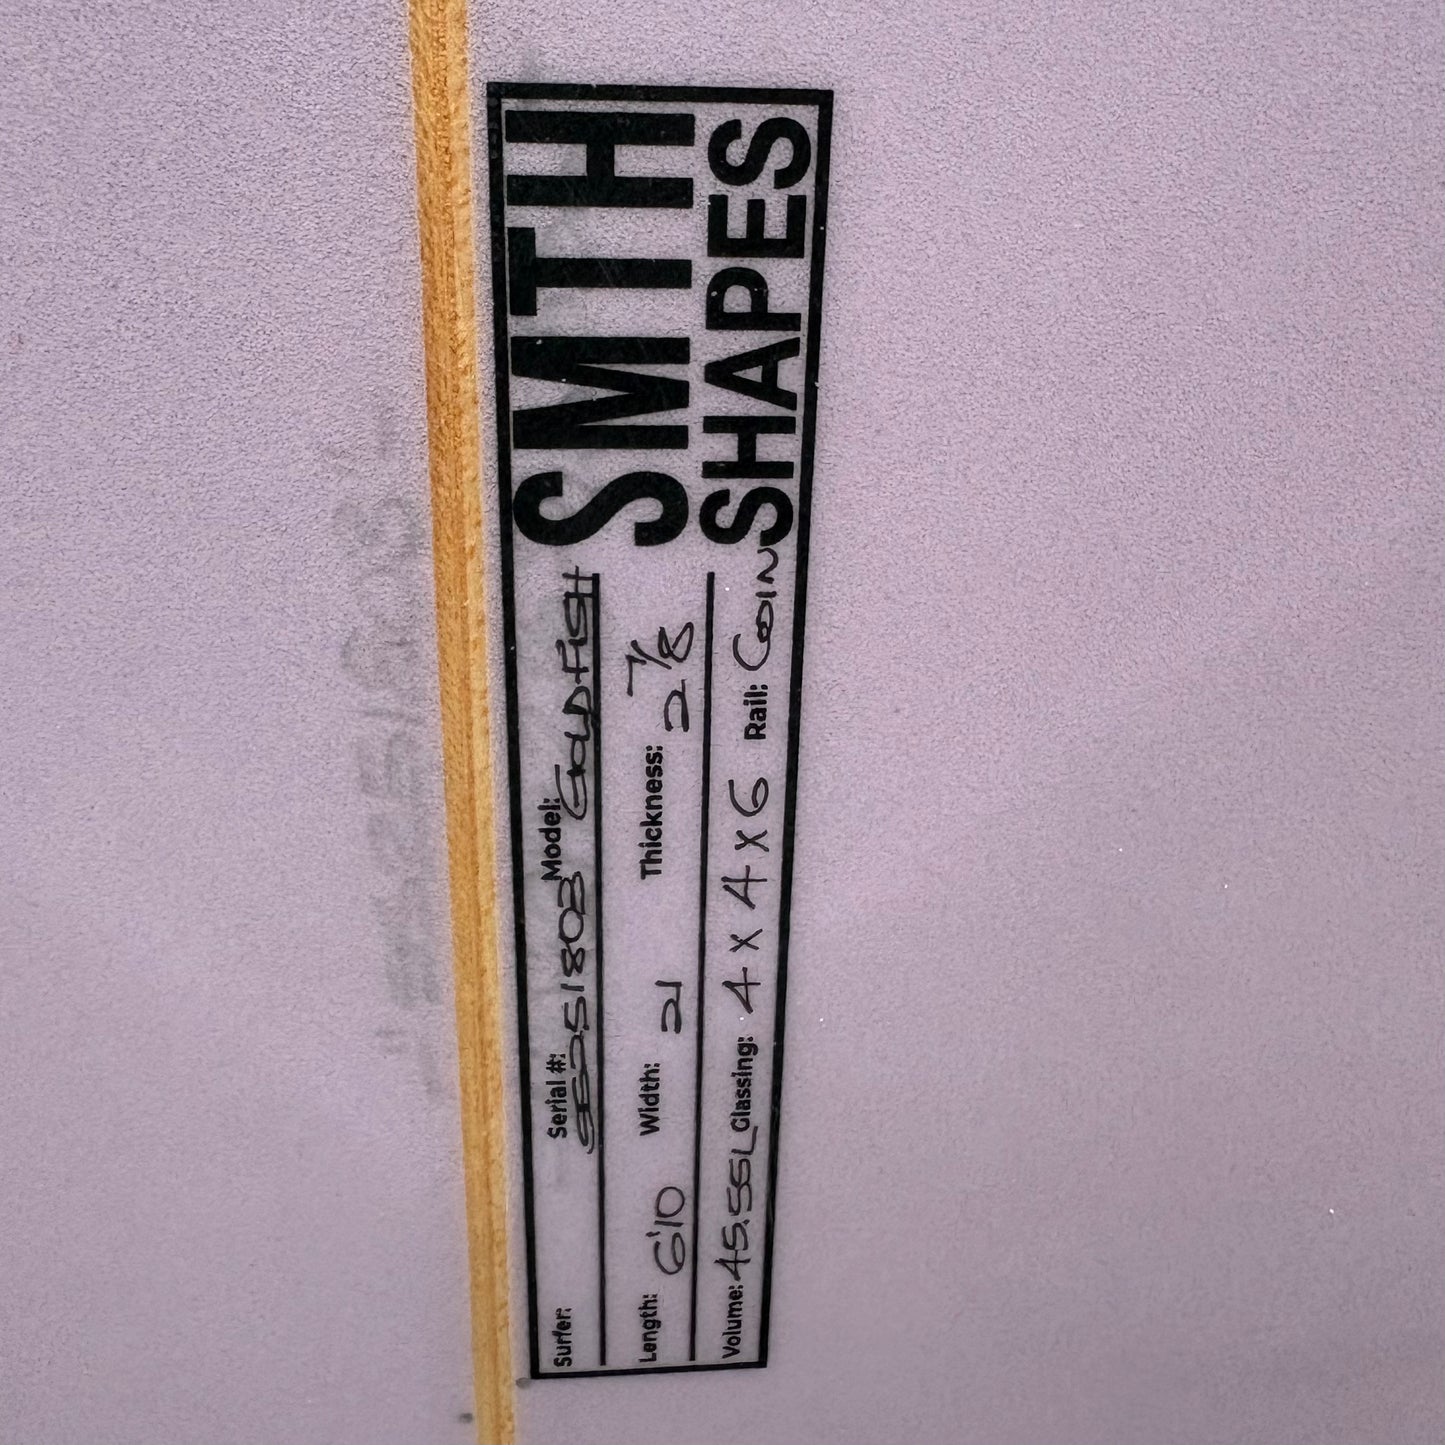 SMTH
SHAPES
Surfer: Serial #: Model: GOLDFISH
Length: 6'10 Width: 21 Thickness: 2 7/8
Volume: 45.55L Glassing: 4 x 4 x 6 Rail: COIN